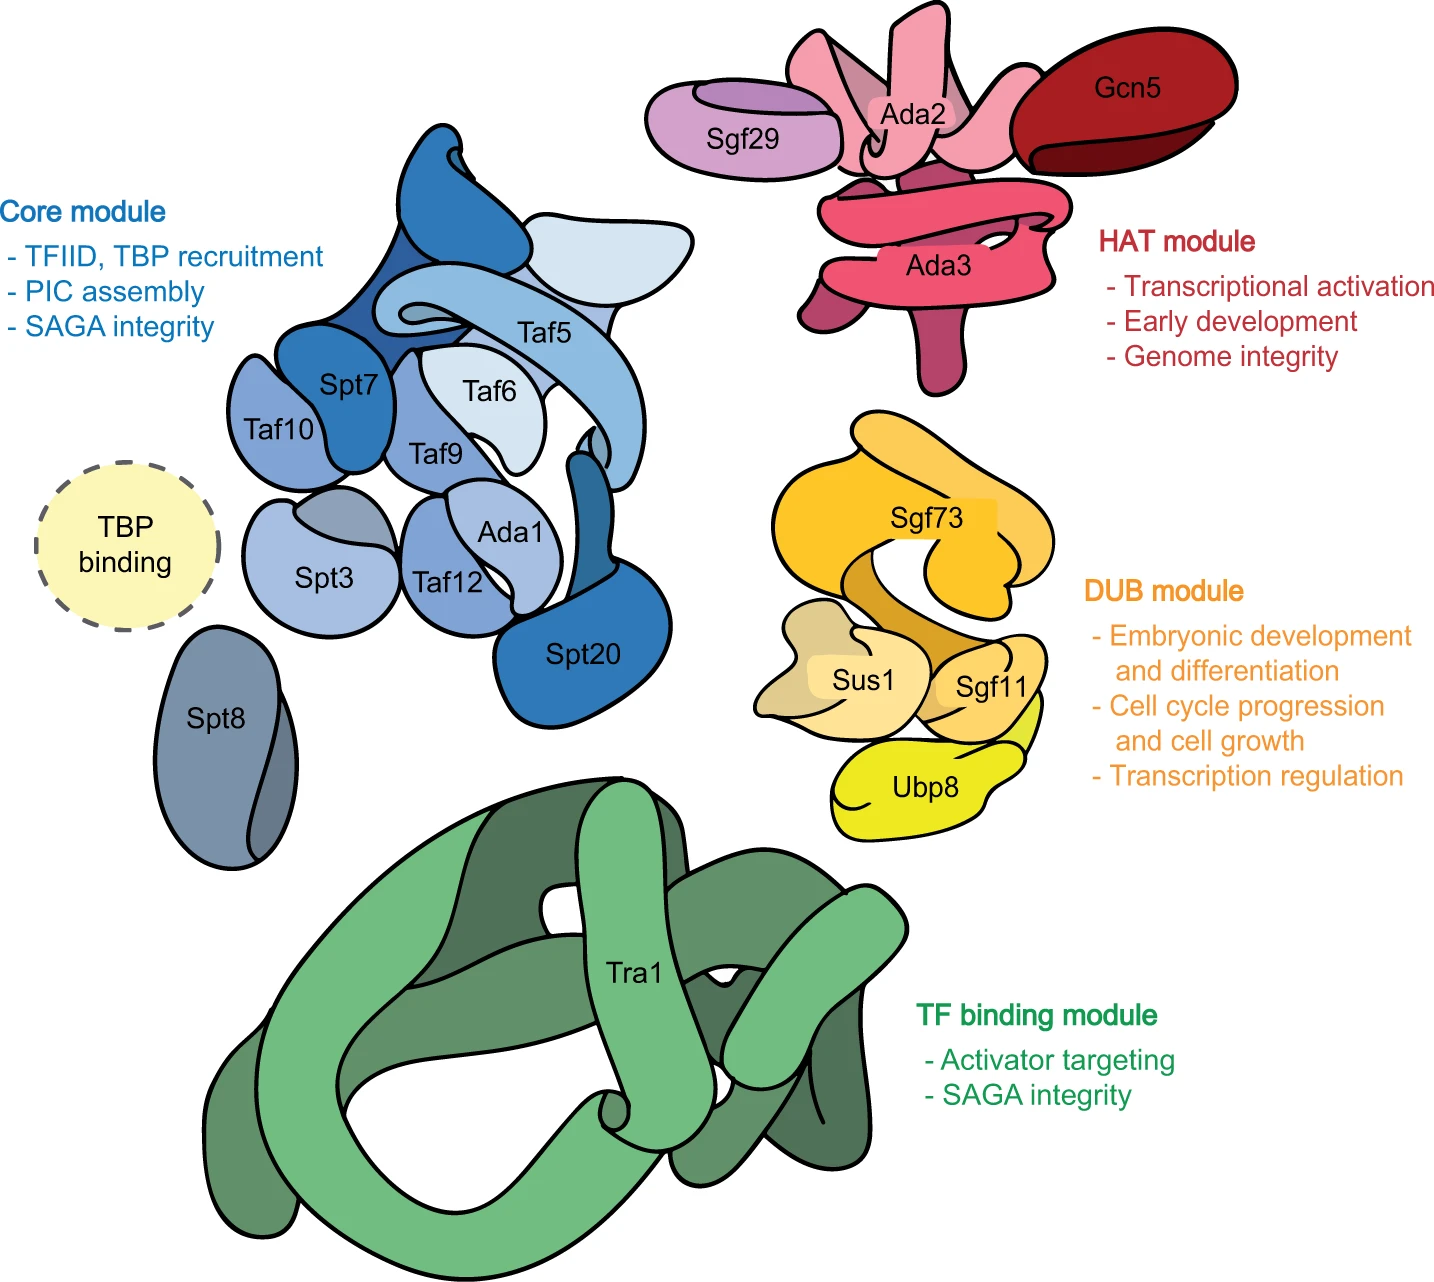 Core module
- TFIID, TBP recruitment
- PIC assembly
- SAGA integrity
Taf5
Spt7
Taf6
Taf10
Taf9
TBP
binding
Ada1
Spt3
Taf12
Spt20
Spt8
Gcn5
Ada2
Sgf29
Ada3
HAT module
- Transcriptional activation
- Early development
- Genome integrity
Sgf73
Sus1
Sgf11
Ubp8
DUB module
- Embryonic development
and differentiation
- Cell cycle progression
and cell growth
- Transcription regulation
Tra1
TF binding module
- Activator targeting
- SAGA integrity